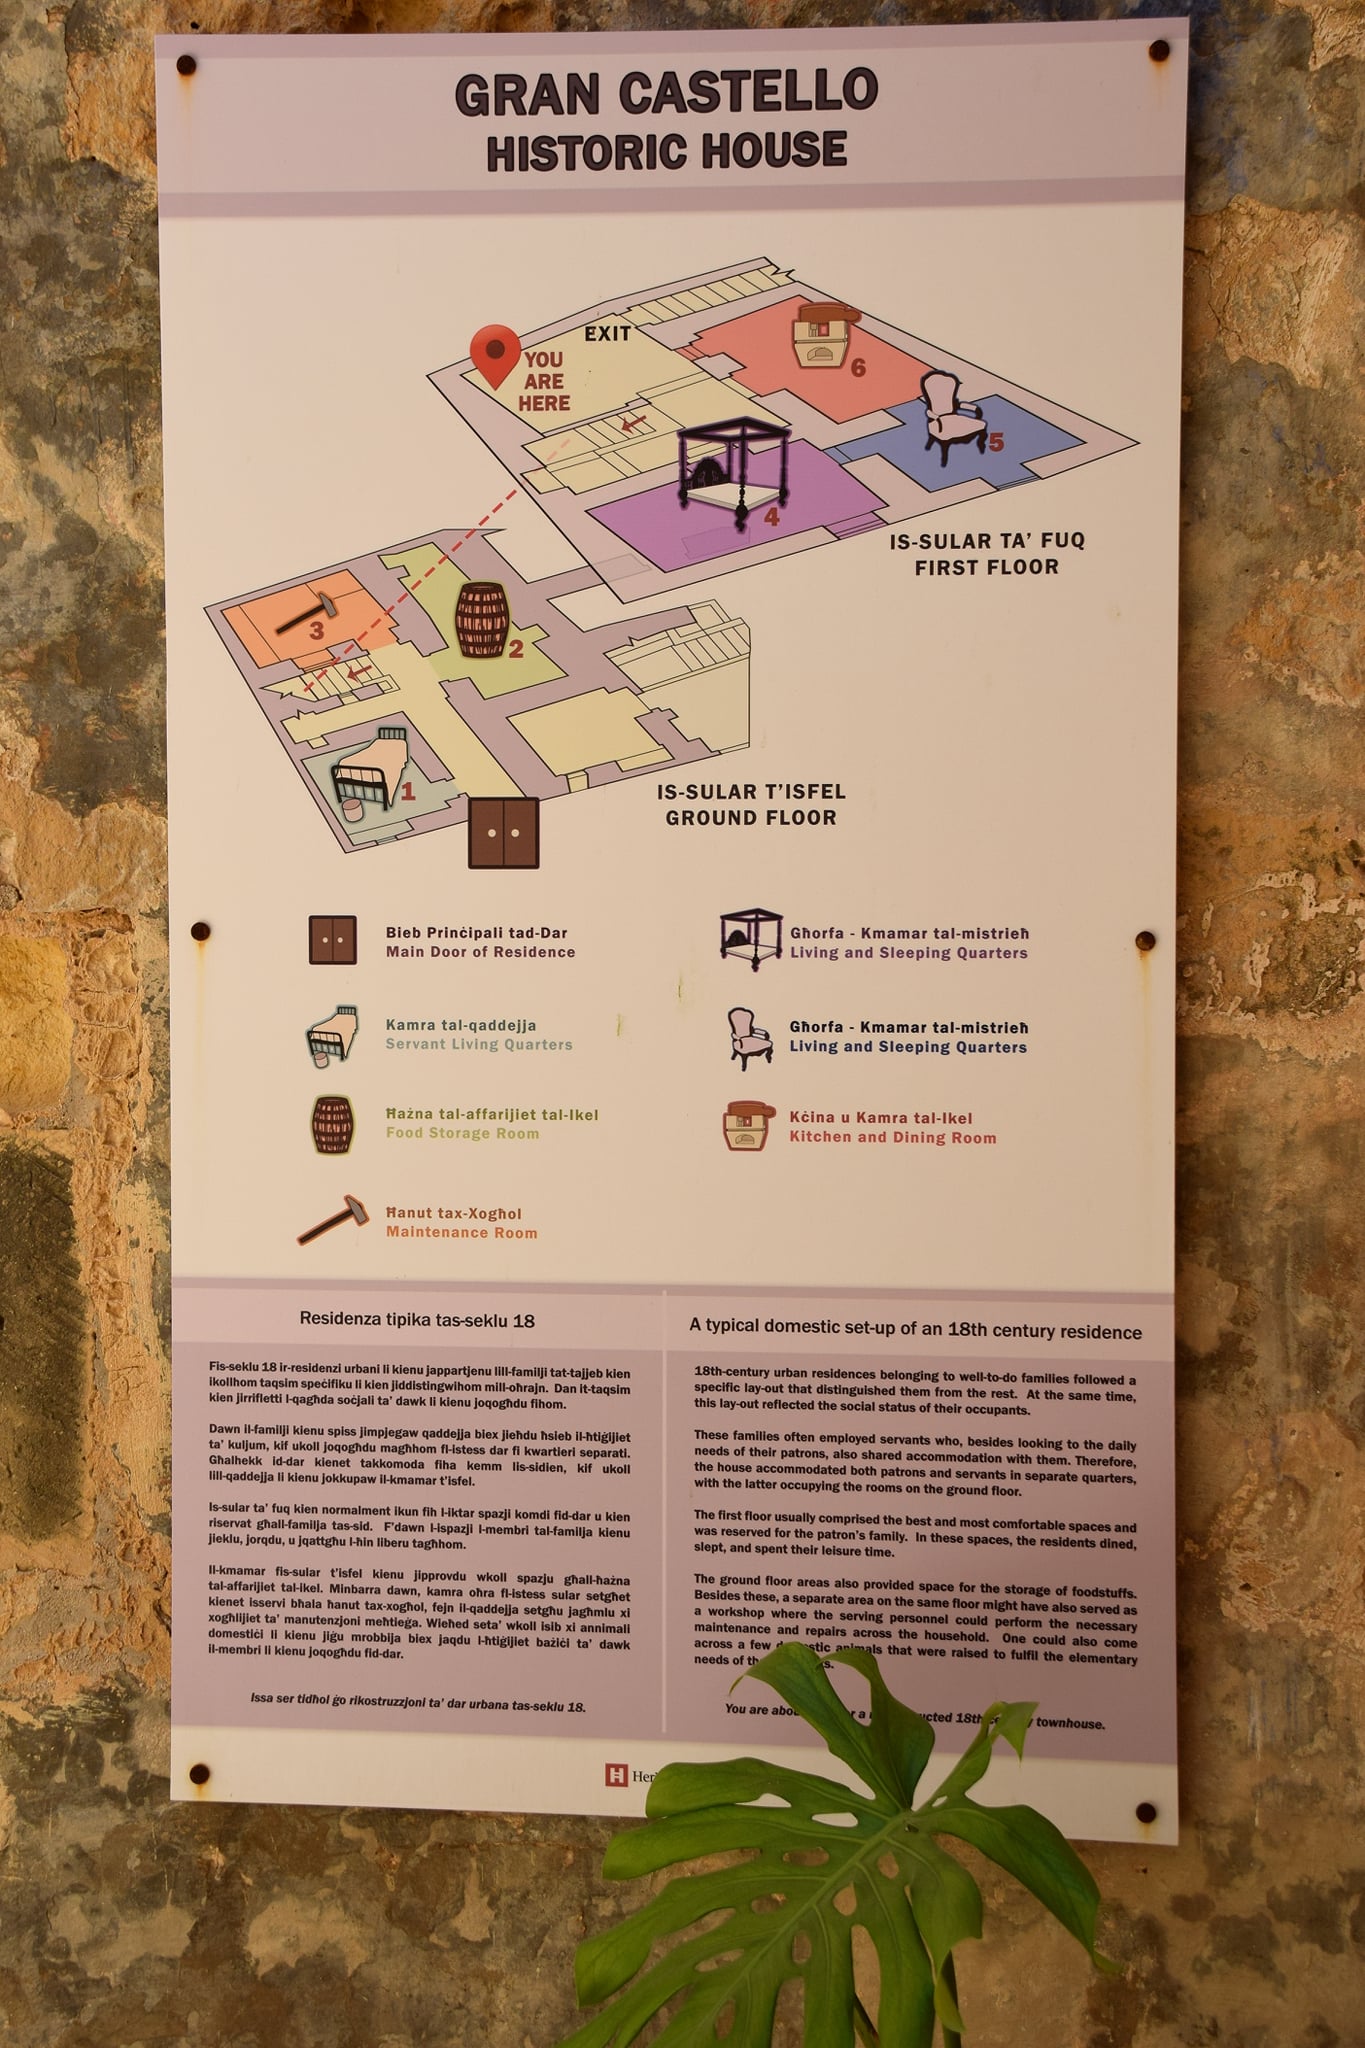 GRAN CASTELLO
HISTORIC HOUSE
EXIT
YOU
ARE
HERE
6
5
4
IS-SULAR TA' FUQ
FIRST FLOOR
3
2
1
IS-SULAR T'ISFEL
GROUND FLOOR
Bieb Prinċipali tad-Dar
Main Door of Residence
Kamra tal-qaddejja
Servant Living Quarters
Ħażna tal-affarijiet tal-Ikel
Food Storage Room
Ħanut tax-Xogħol
Maintenance Room
Għorfa - Kmamar tal-mistrieħ
Living and Sleeping Quarters
Għorfa - Kmamar tal-mistrieħ
Living and Sleeping Quarters
Kċina u Kamra tal-Ikel
Kitchen and Dining Room
Residenza tipika tas-seklu 18
Fis-seklu 18 ir-residenzi urbani li kienu jappartjenu lill-familji tat-tajjeb kien
ikollhom taqsim speċifiku li kien jiddistingwihom mill-oħrajn. Dan it-taqsim
kien jirrifletti l-qagħda soċjali ta' dawk li kienu joqogħdu fihom.
Dawn il-familji kienu spiss jimpjegaw qaddejja biex jieħdu ħsieb il-ħtiġijiet
ta' kuljum, kif ukoll joqogħdu magħhom fl-istess dar fi kwartieri separati.
Għalhekk id-dar kienet takkomoda fiha kemm lis-sidien, kif ukoll
lill-qaddejja li kienu jokkupaw il-kmamar t'isfel.
Is-sular ta' fuq kien normalment ikun fih l-iktar spazji komdi fid-dar u kien
riservat għall-familja tas-sid. F'dawn l-ispazji l-membri tal-familja kienu
jieklu, jorqdu, u jqattgħu l-ħin liberu tagħhom.
Il-kmamar fis-sular t'isfel kienu jipprovdu wkoll spazju għall-ħażna
tal-affarijiet tal-ikel. Minbarra dawn, kamra oħra fl-istess sular setgħet
kienet isservi bħala ħanut tax-xogħol, fejn il-qaddejja setgħu jagħmlu xi
xogħlijiet ta' manutenzjoni meħtieġa. Wieħed seta' wkoll isib xi annimali
domestiċi li kienu jiġu mrobbija biex jaqdu l-ħtiġijiet bażiċi ta' dawk
il-membri li kienu joqogħdu fid-dar.
Issa ser tidħol ġo rikostruzzjoni ta' dar urbana tas-seklu 18.
A typical domestic set-up of an 18th century residence
18th-century urban residences belonging to well-to-do families followed a
specific lay-out that distinguished them from the rest. At the same time,
this lay-out reflected the social status of their occupants.
These families often employed servants who, besides looking to the daily
needs of their patrons, also shared accommodation with them. Therefore,
the house accommodated both patrons and servants in separate quarters,
with the latter occupying the rooms on the ground floor.
The first floor usually comprised the best and most comfortable spaces and
was reserved for the patron's family. In these spaces, the residents dined,
slept, and spent their leisure time.
The ground floor areas also provided space for the storage of foodstuffs.
Besides these, a separate area on the same floor might have also served as
a workshop where the serving personnel could perform the necessary
maintenance and repairs across the household. One could also come
across a few animals that were raised to fulfil the elementary
needs of
You are a 18th townhouse.